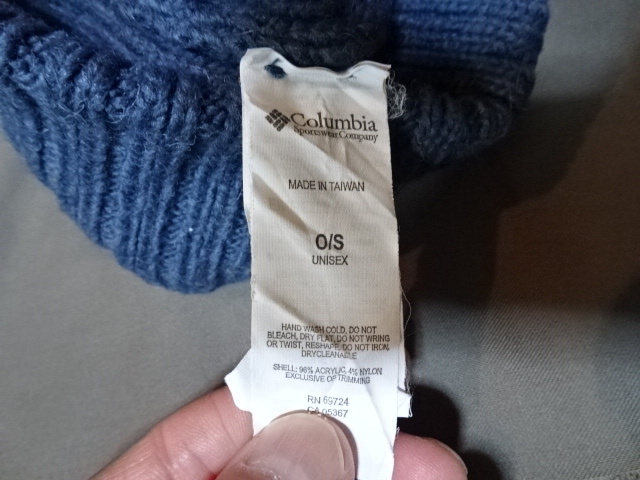 Columbia
Sportswear Company
MADE IN TAIWAN
O/S
UNISEX
HAND WASH COLD, DO NOT
BLEACH, DRY FLAT, DO NOT WRING
OR TWIST, RESHAPE, DO NOT IRON,
DRYCLEANABLE
SHELL: 96% ACRYLIC, 4% NYLON
EXCLUSIVE OF TRIMMING
RN 69724
CA 05367